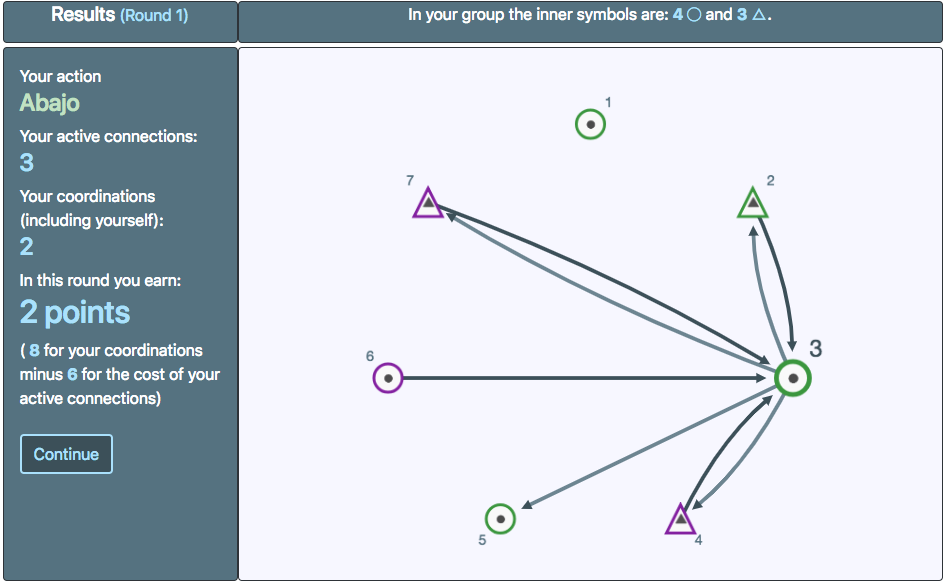 Results (Round 1)
In your group the inner symbols are: 4 ○ and 3 △.
Your action
Abajo
Your active connections:
3
Your coordinations
(including yourself):
2
In this round you earn:
2 points
( 8 for your coordinations
minus 6 for the cost of your
active connections)
Continue
1
7
2
3
6
5
4